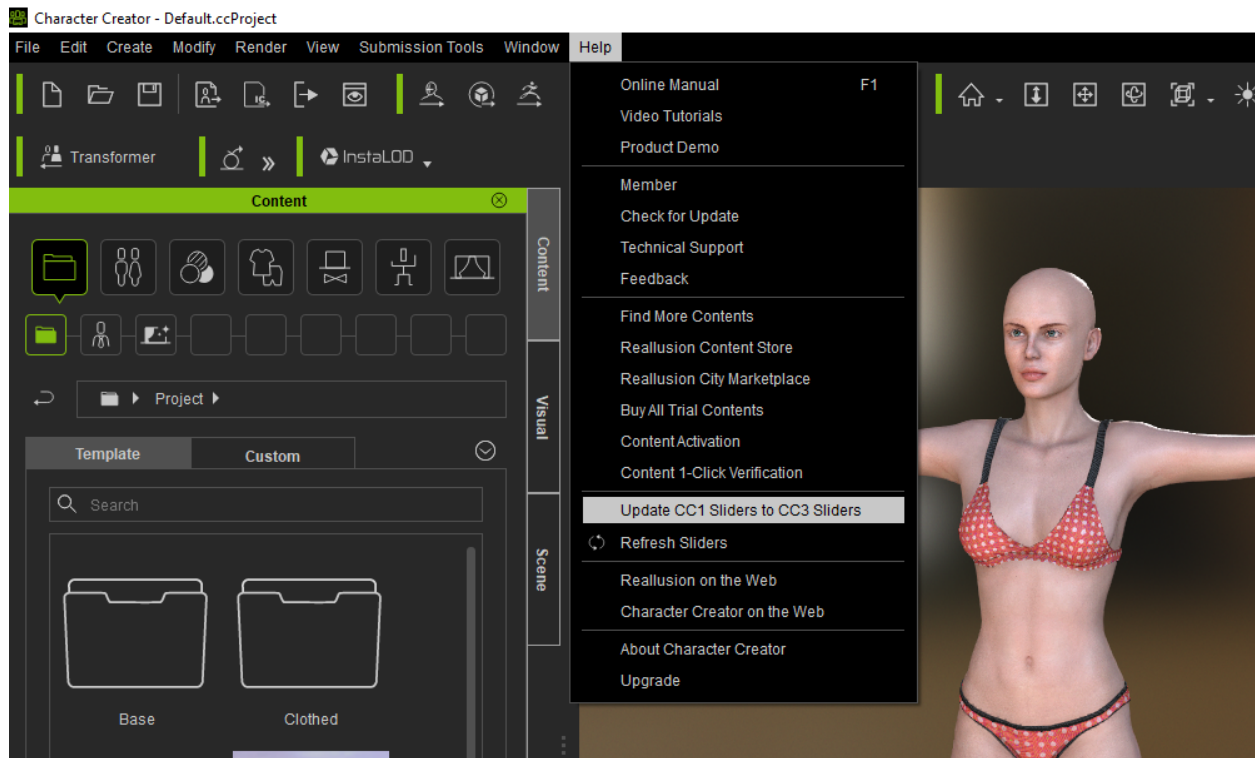 Character Creator - Default.ccProject
File Edit Create Modify Render View Submission Tools Window Help
Transformer
InstaLOD
Content
Content
Visual
Scene
Project
Template Custom
Search
Base Clothed
Online Manual F1
Video Tutorials
Product Demo
Member
Check for Update
Technical Support
Feedback
Find More Contents
Reallusion Content Store
Reallusion City Marketplace
Buy All Trial Contents
Content Activation
Content 1-Click Verification
Update CC1 Sliders to CC3 Sliders
Refresh Sliders
Reallusion on the Web
Character Creator on the Web
About Character Creator
Upgrade